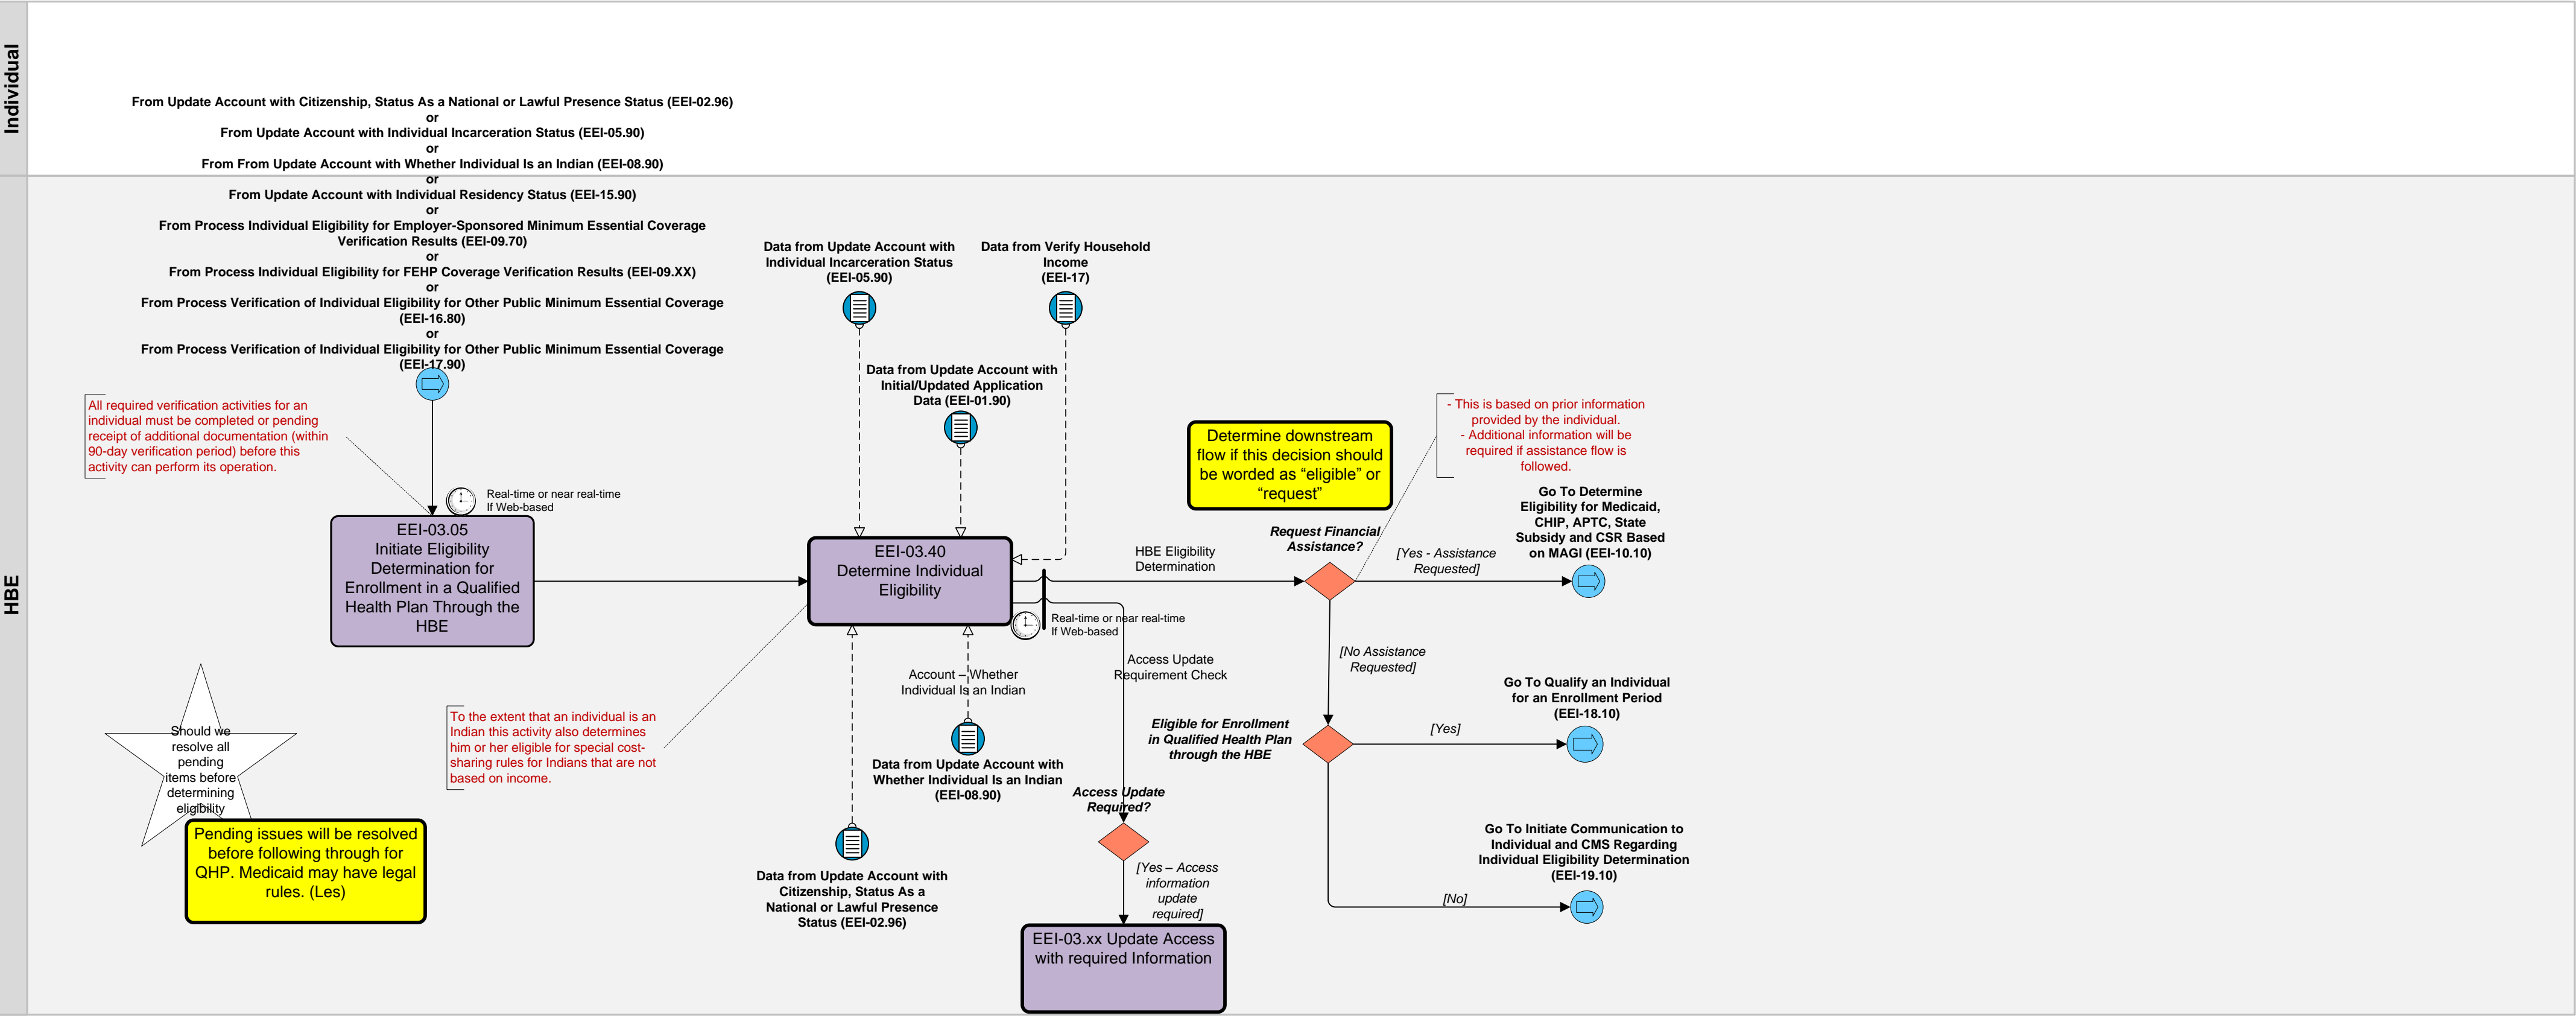 Individual
From Update Account with Citizenship, Status As a National or Lawful Presence Status (EEI-02.96)
or
From Update Account with Individual Incarceration Status (EEI-05.90)
or
From From Update Account with Whether Individual Is an Indian (EEI-08.90)
or
From Update Account with Individual Residency Status (EEI-15.90)
or
From Process Individual Eligibility for Employer-Sponsored Minimum Essential Coverage
Verification Results (EEI-09.70)
or
From Process Individual Eligibility for FEHP Coverage Verification Results (EEI-09.XX)
or
From Process Verification of Individual Eligibility for Other Public Minimum Essential Coverage
(EEI-16.80)
or
From Process Verification of Individual Eligibility for Other Public Minimum Essential Coverage
(EEI-17.90)
HBE
All required verification activities for an
individual must be completed or pending
receipt of additional documentation (within
90-day verification period) before this
activity can perform its operation.
Real-time or near real-time
If Web-based
EEI-03.05
Initiate Eligibility
Determination for
Enrollment in a Qualified
Health Plan Through the
HBE
Should we
resolve all
pending
items before
determining
eligibility
Pending issues will be resolved
before following through for
QHP. Medicaid may have legal
rules. (Les)
To the extent that an individual is an
Indian this activity also determines
him or her eligible for special cost-
sharing rules for Indians that are not
based on income.
Data from Update Account with
Individual Incarceration Status
(EEI-05.90)
Data from Verify Household
Income
(EEI-17)
Data from Update Account with
Initial/Updated Application
Data (EEI-01.90)
EEI-03.40
Determine Individual
Eligibility
Real-time or near real-time
If Web-based
Account – Whether
Individual Is an Indian
Data from Update Account with
Whether Individual Is an Indian
(EEI-08.90)
Data from Update Account with
Citizenship, Status As a
National or Lawful Presence
Status (EEI-02.96)
HBE Eligibility
Determination
Access Update
Requirement Check
Access Update
Required?
[Yes – Access
information
update
required]
EEI-03.xx Update Access
with required Information
Determine downstream
flow if this decision should
be worded as “eligible” or
“request”
- This is based on prior information
provided by the individual.
- Additional information will be
required if assistance flow is
followed.
Request Financial
Assistance?
[Yes - Assistance
Requested]
Go To Determine
Eligibility for Medicaid,
CHIP, APTC, State
Subsidy and CSR Based
on MAGI (EEI-10.10)
[No Assistance
Requested]
Eligible for Enrollment
in Qualified Health Plan
through the HBE
[Yes]
Go To Qualify an Individual
for an Enrollment Period
(EEI-18.10)
[No]
Go To Initiate Communication to
Individual and CMS Regarding
Individual Eligibility Determination
(EEI-19.10)